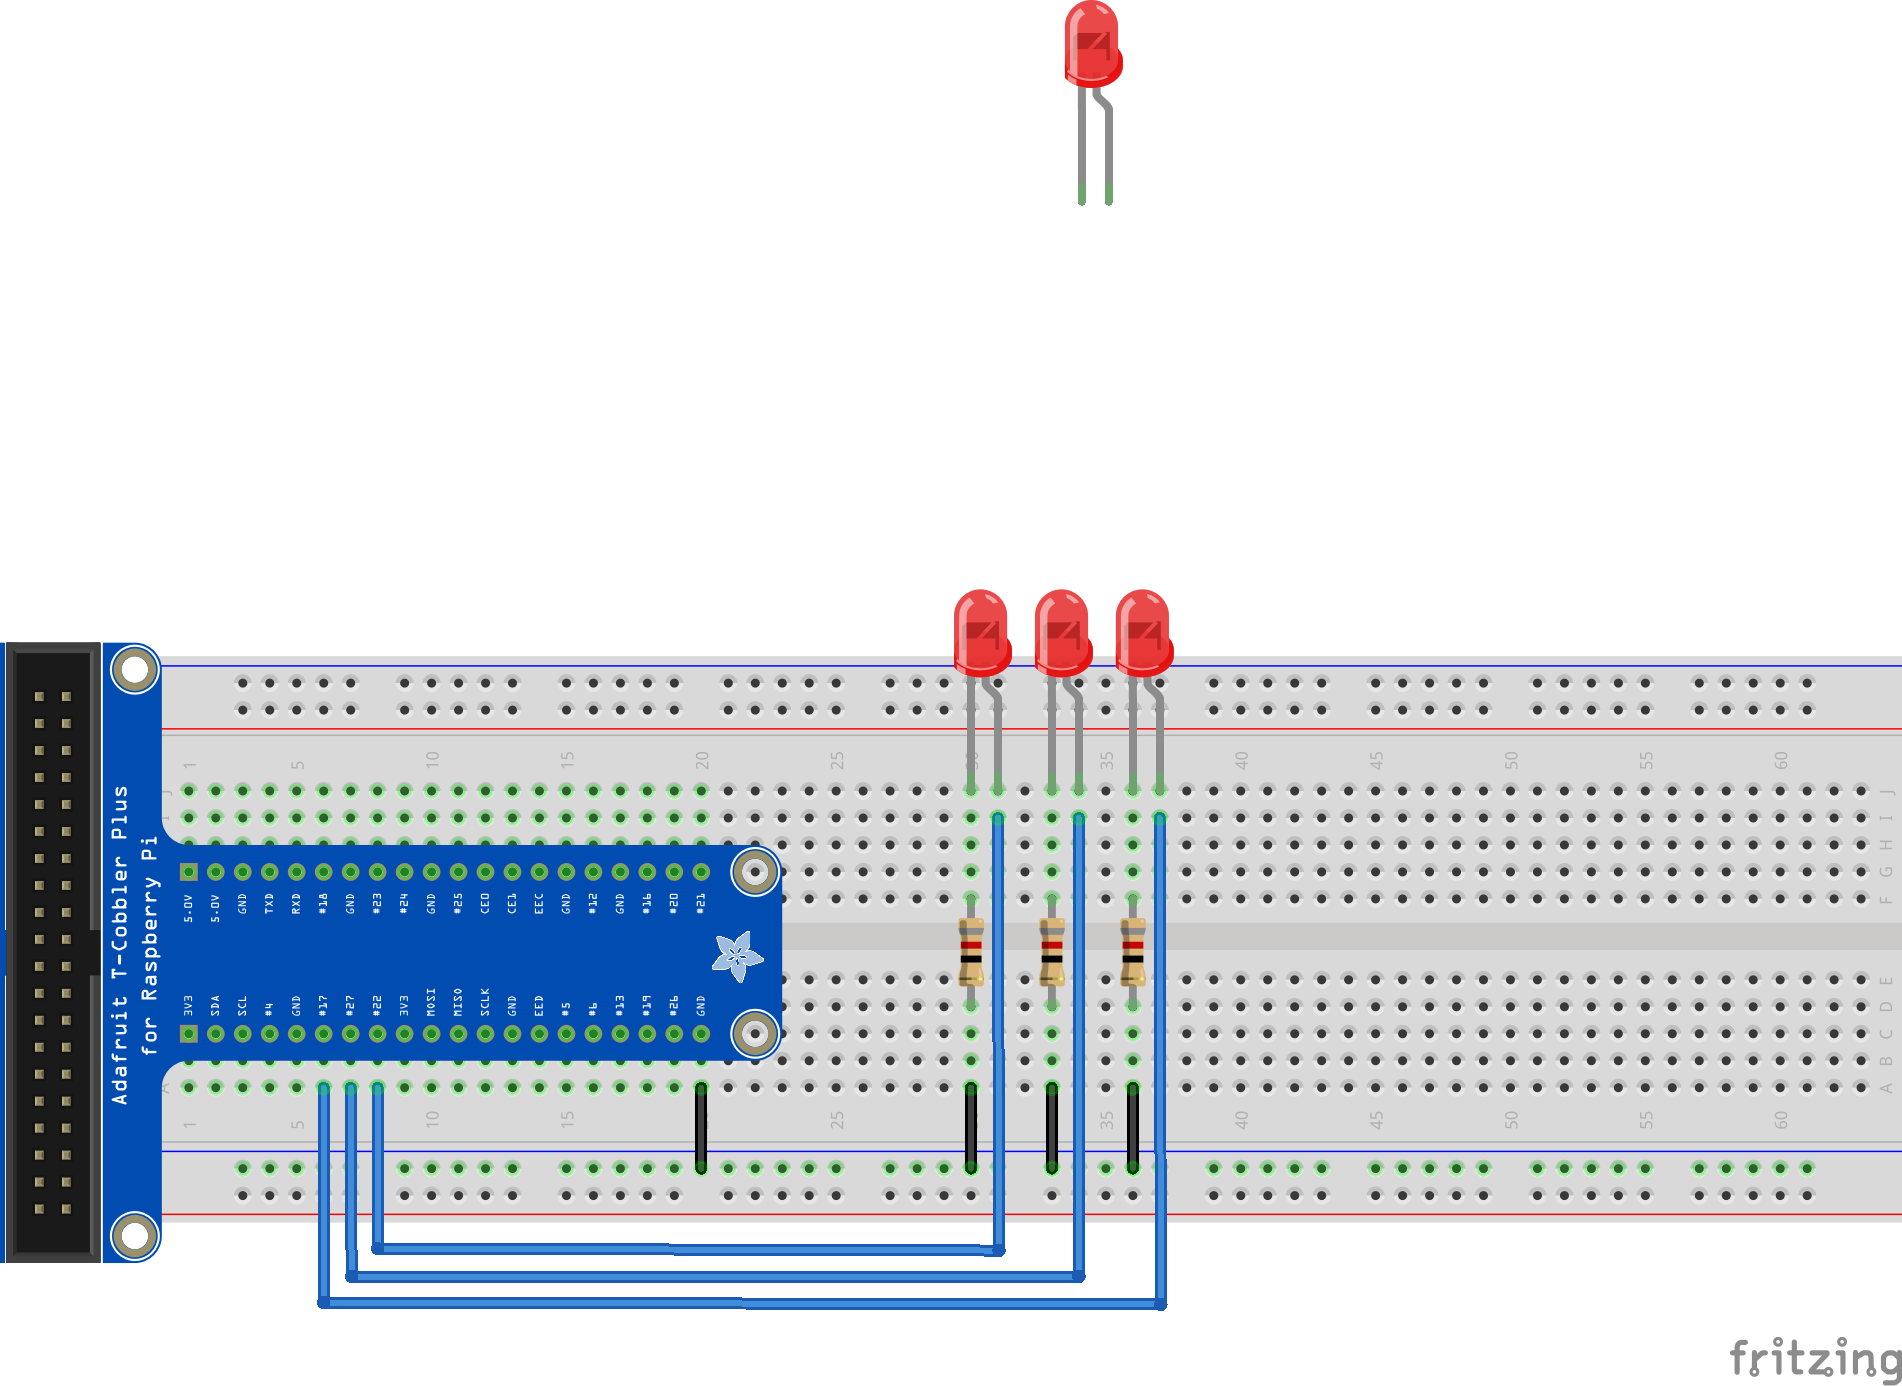 1 5 10 15 20 25 30 35 40 45 50 55 60
J J
I I
H
G
F
Adafruit T-Cobbler Plus
for Raspberry Pi
5.0V 5.0V GND TXD RXD #18 GND #23 #24 GND #25 CE0 CE1 EEC GND #12 GND #16 #20 #21
3V3 SDA SCL #4 GND #17 #27 #22 3V3 MOSI MISO SCLK GND EED #5 #6 #13 #19 #26 GND
E
D
C
B
A A
1 5 10 15 25 35 40 45 50 55 60
fritzing